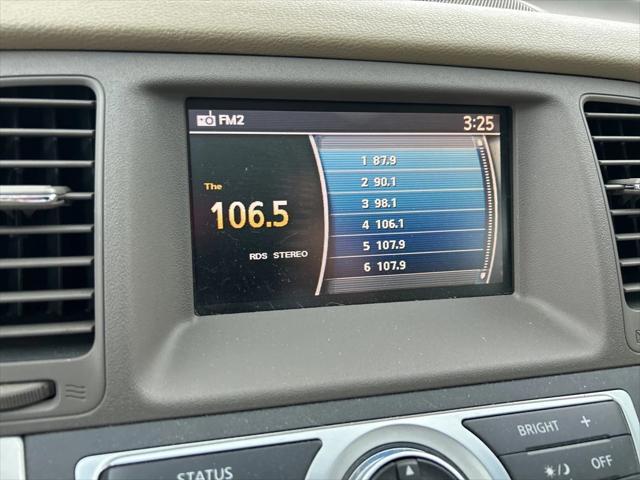 FM2 3:25
The
106.5
RDS STEREO
1 87.9
2 90.1
3 98.1
4 106.1
5 107.9
6 107.9
BRIGHT +
STATUS
OFF